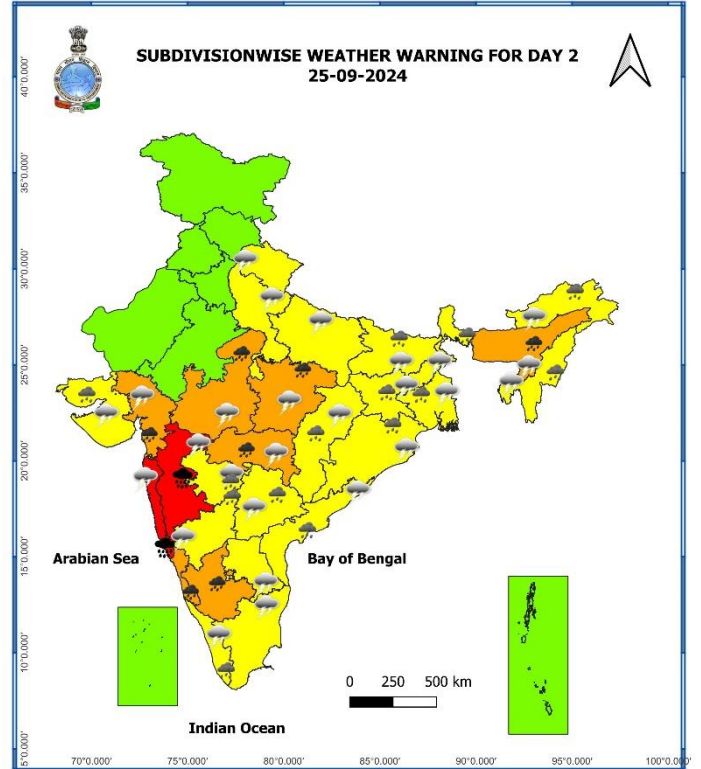 SUBDIVISIONWISE WEATHER WARNING FOR DAY 2
25-09-2024
40°0.000'
35°0.000'
30°0.000'
25°0.000'
20°0.000'
15°0.000'
10°0.000'
5°0.000'
Arabian Sea
Bay of Bengal
0 250 500 km
Indian Ocean
70°0.000' 75°0.000' 80°0.000' 85°0.000' 90°0.000' 95°0.000' 100°0.000'